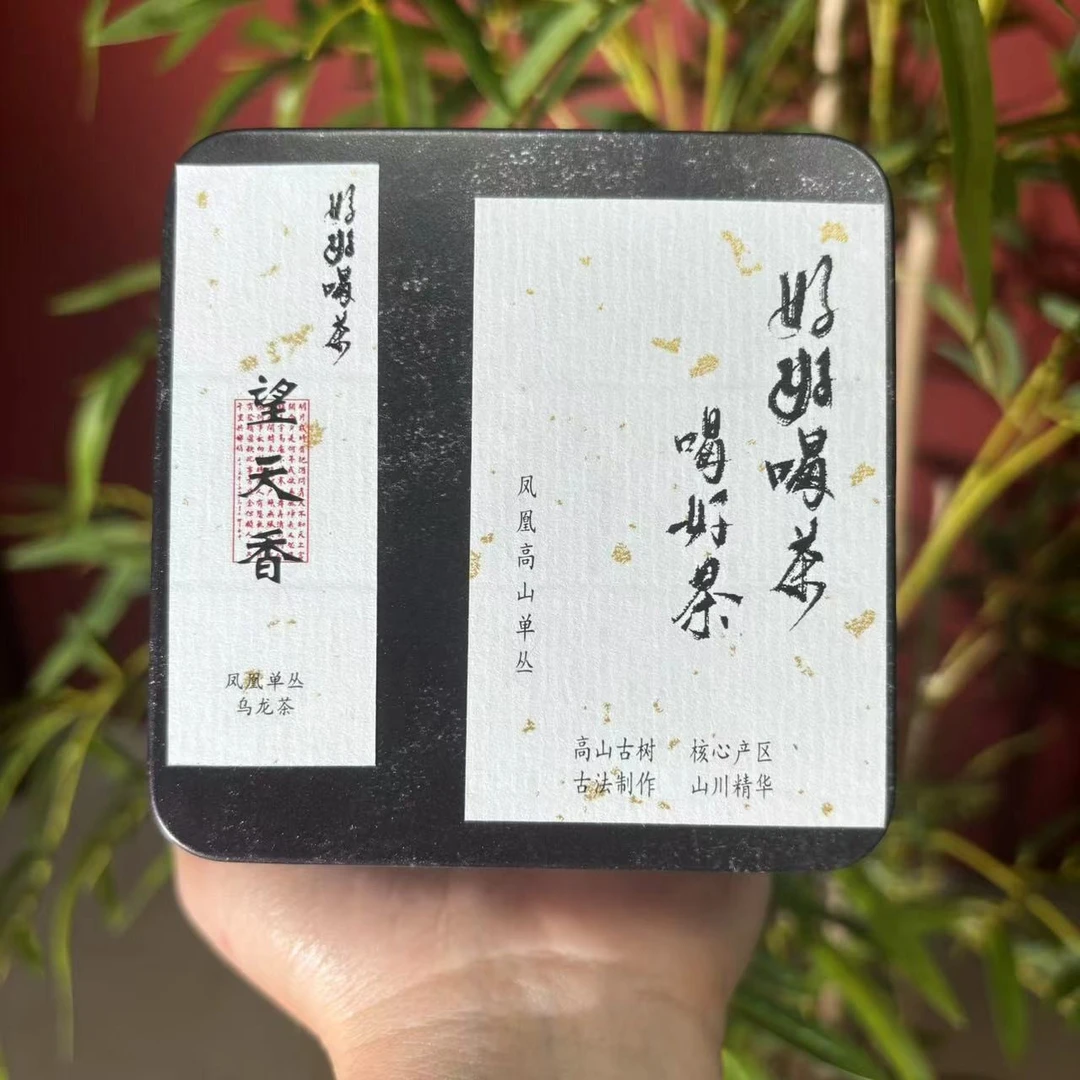 好好喝茶
望天香
凤凰单丛
乌龙茶
好好喝茶
喝好茶
凤凰高山单丛
高山古树 核心产区
古法制作 山川精华